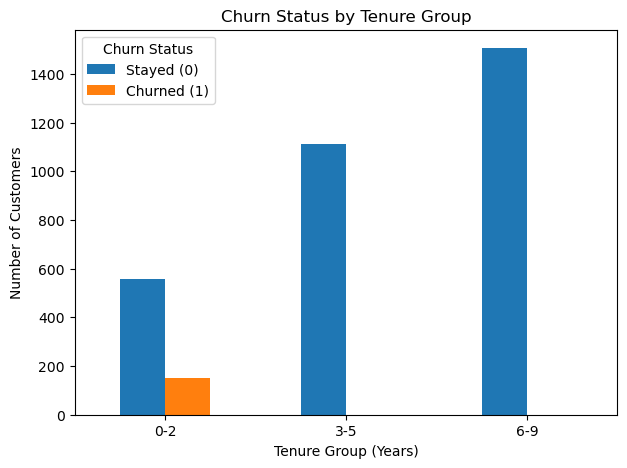 Churn Status by Tenure Group
Churn Status
Stayed (0)
Churned (1)
Number of Customers
1400
1200
1000
800
600
400
200
0
0-2
3-5
6-9
Tenure Group (Years)